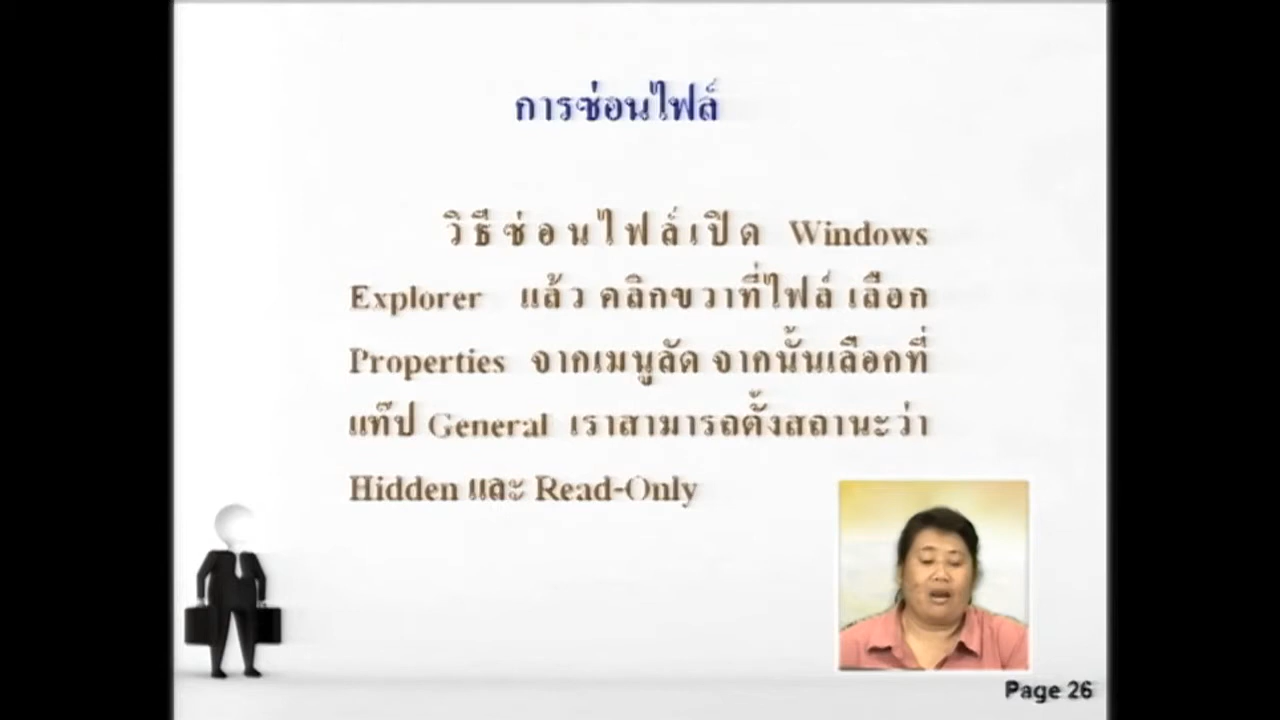 การซ่อนไฟล์
วิธีซ่อนไฟล์เปิด Windows
Explorer แล้ว คลิกขวาที่ไฟล์ เลือก
Properties จากเมนูลัด จากนั้นเลือกที่
แท๊ป General เราสามารถตั้งสถานะว่า
Hidden และ Read-Only
Page 26